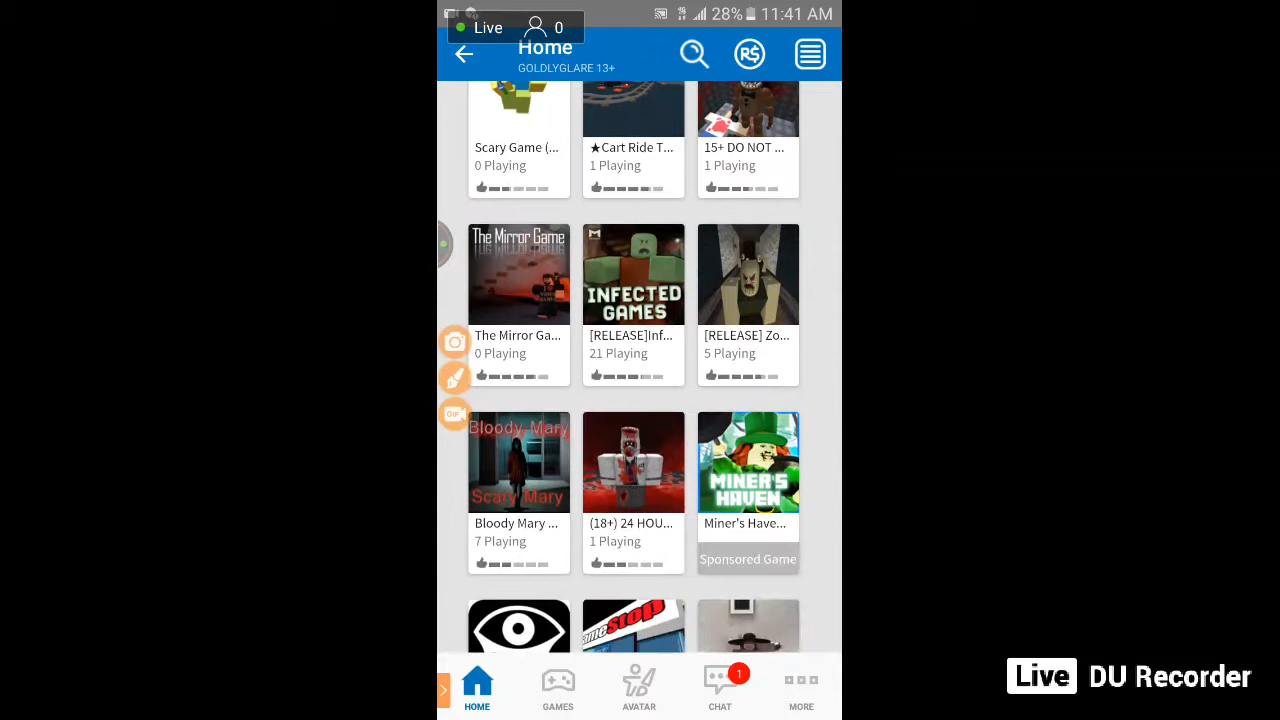 28% 11:41 AM
Live 0
Home
GOLDLYGLARE 13+
R$
Scary Game (...
0 Playing
★Cart Ride T...
1 Playing
15+ DO NOT ...
1 Playing
The Mirror Game
The Mirror Ga...
0 Playing
INFECTED
GAMES
[RELEASE]Inf...
21 Playing
[RELEASE] Zo...
5 Playing
Bloody-Mary
Scary Mary
Bloody Mary ...
7 Playing
(18+) 24 HOU...
1 Playing
MINER'S
HAVEN
Miner's Have...
Sponsored Game
GIF
HOME
GAMES
AVATAR
1
CHAT
MORE
Live DU Recorder